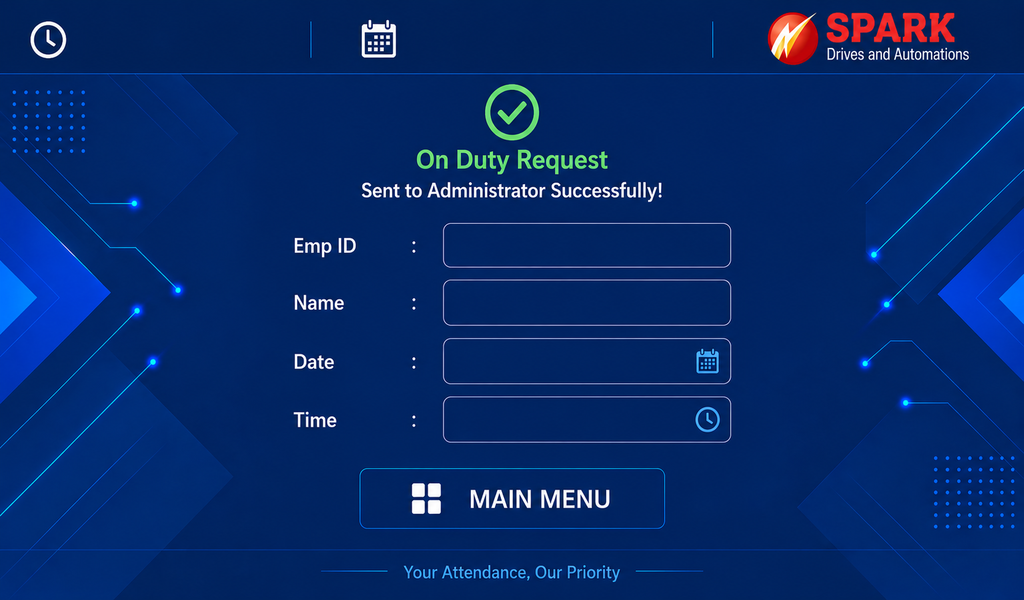 SPARK
Drives and Automations
On Duty Request
Sent to Administrator Successfully!
Emp ID :
Name :
Date :
Time :
MAIN MENU
Your Attendance, Our Priority